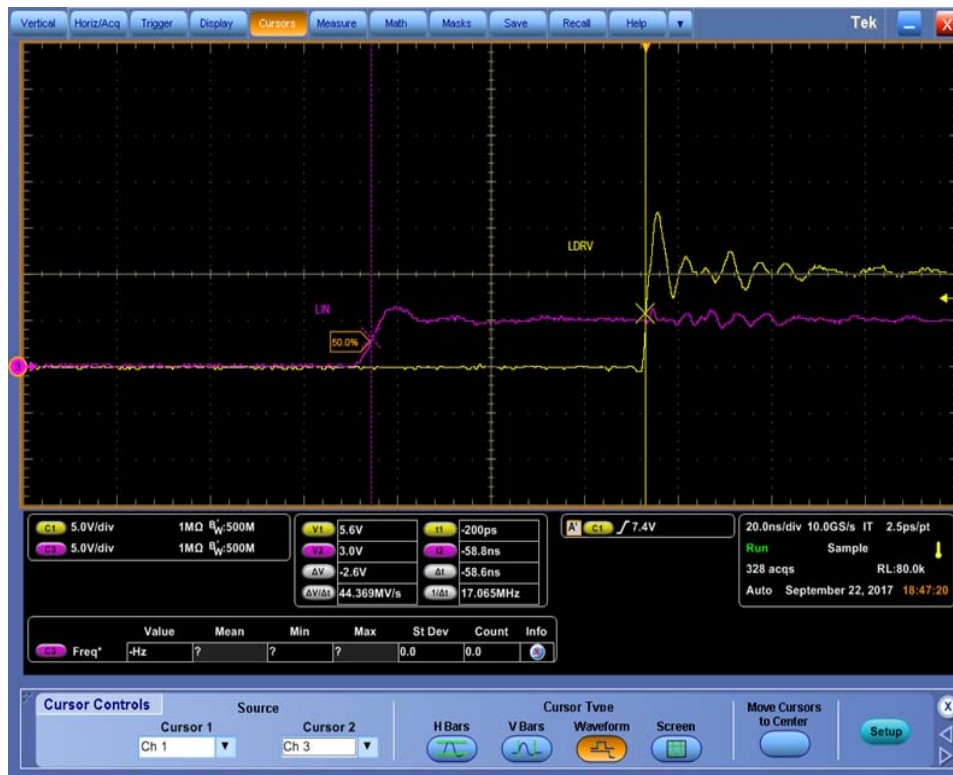 Vertical Horiz/Acq Trigger Display Cursors Measure Math Masks Save Recall Help Tek X
LDRV
LIN
50.0%
3
C1 5.0V/div 1MΩ BW:500M
C3 5.0V/div 1MΩ BW:500M
V1 5.6V t1 -200ps
V2 3.0V t2 -58.8ns
ΔV -2.6V Δt -58.6ns
ΔV/Δt 44.369MV/s 1/Δt 17.065MHz
A' C1 7.4V
20.0ns/div 10.0GS/s IT 2.5ps/pt
Run Sample
328 acqs RL:80.0k
Auto September 22, 2017 18:47:20
Value Mean Min Max St Dev Count Info
C3 Freq* -Hz ? ? ? 0.0 0.0
Cursor Controls Source Cursor Type Move Cursors to Center X
Cursor 1 Cursor 2 H Bars V Bars Waveform Screen
Ch 1 Ch 3 Setup